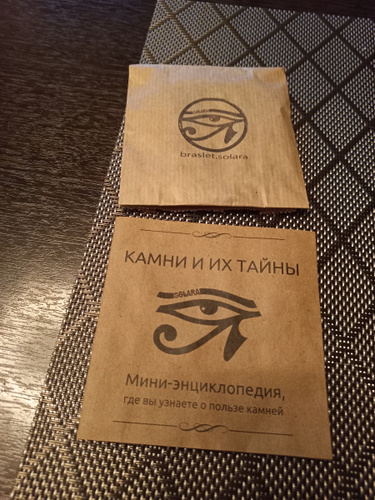 braslet.solara
КАМНИ И ИХ ТАЙНЫ
SOLARA
Мини-энциклопедия,
где вы узнаете о пользе камней